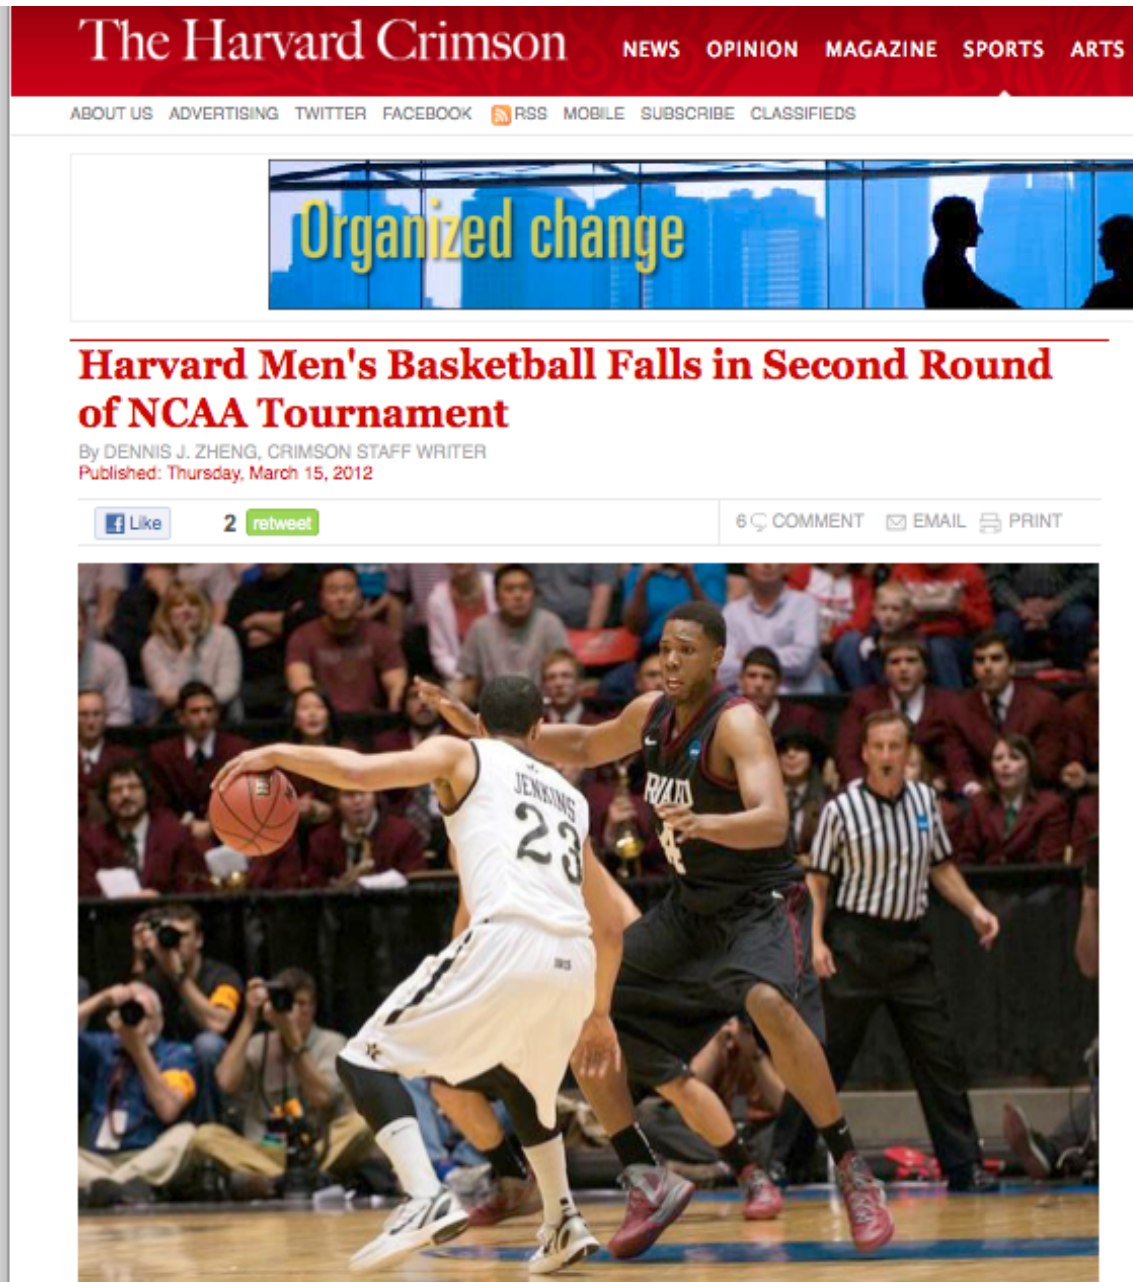 The Harvard Crimson NEWS OPINION MAGAZINE SPORTS ARTS
ABOUT US ADVERTISING TWITTER FACEBOOK RSS MOBILE SUBSCRIBE CLASSIFIEDS
Organized change
Harvard Men's Basketball Falls in Second Round
of NCAA Tournament
By DENNIS J. ZHENG, CRIMSON STAFF WRITER
Published: Thursday, March 15, 2012
Like 2 retweet 6 COMMENT EMAIL PRINT
JENKINS
23